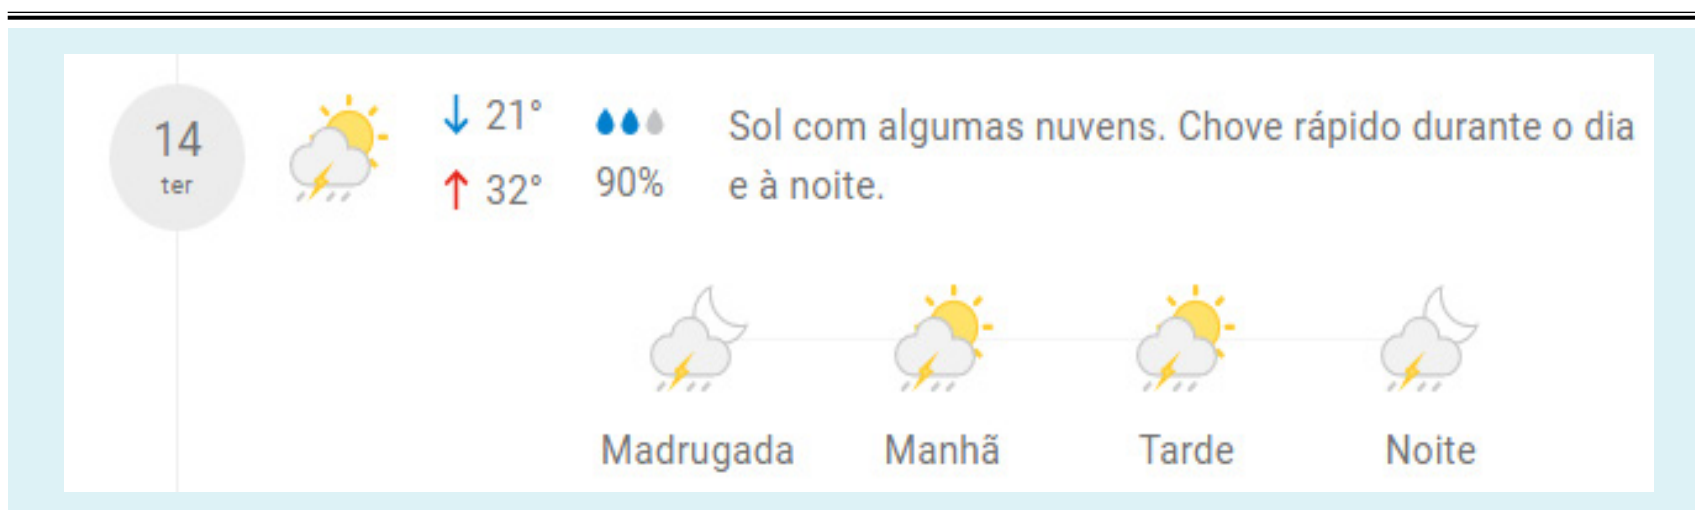 14
ter
21°
32°
90%
Sol com algumas nuvens. Chove rápido durante o dia
e à noite.
Madrugada Manhã Tarde Noite